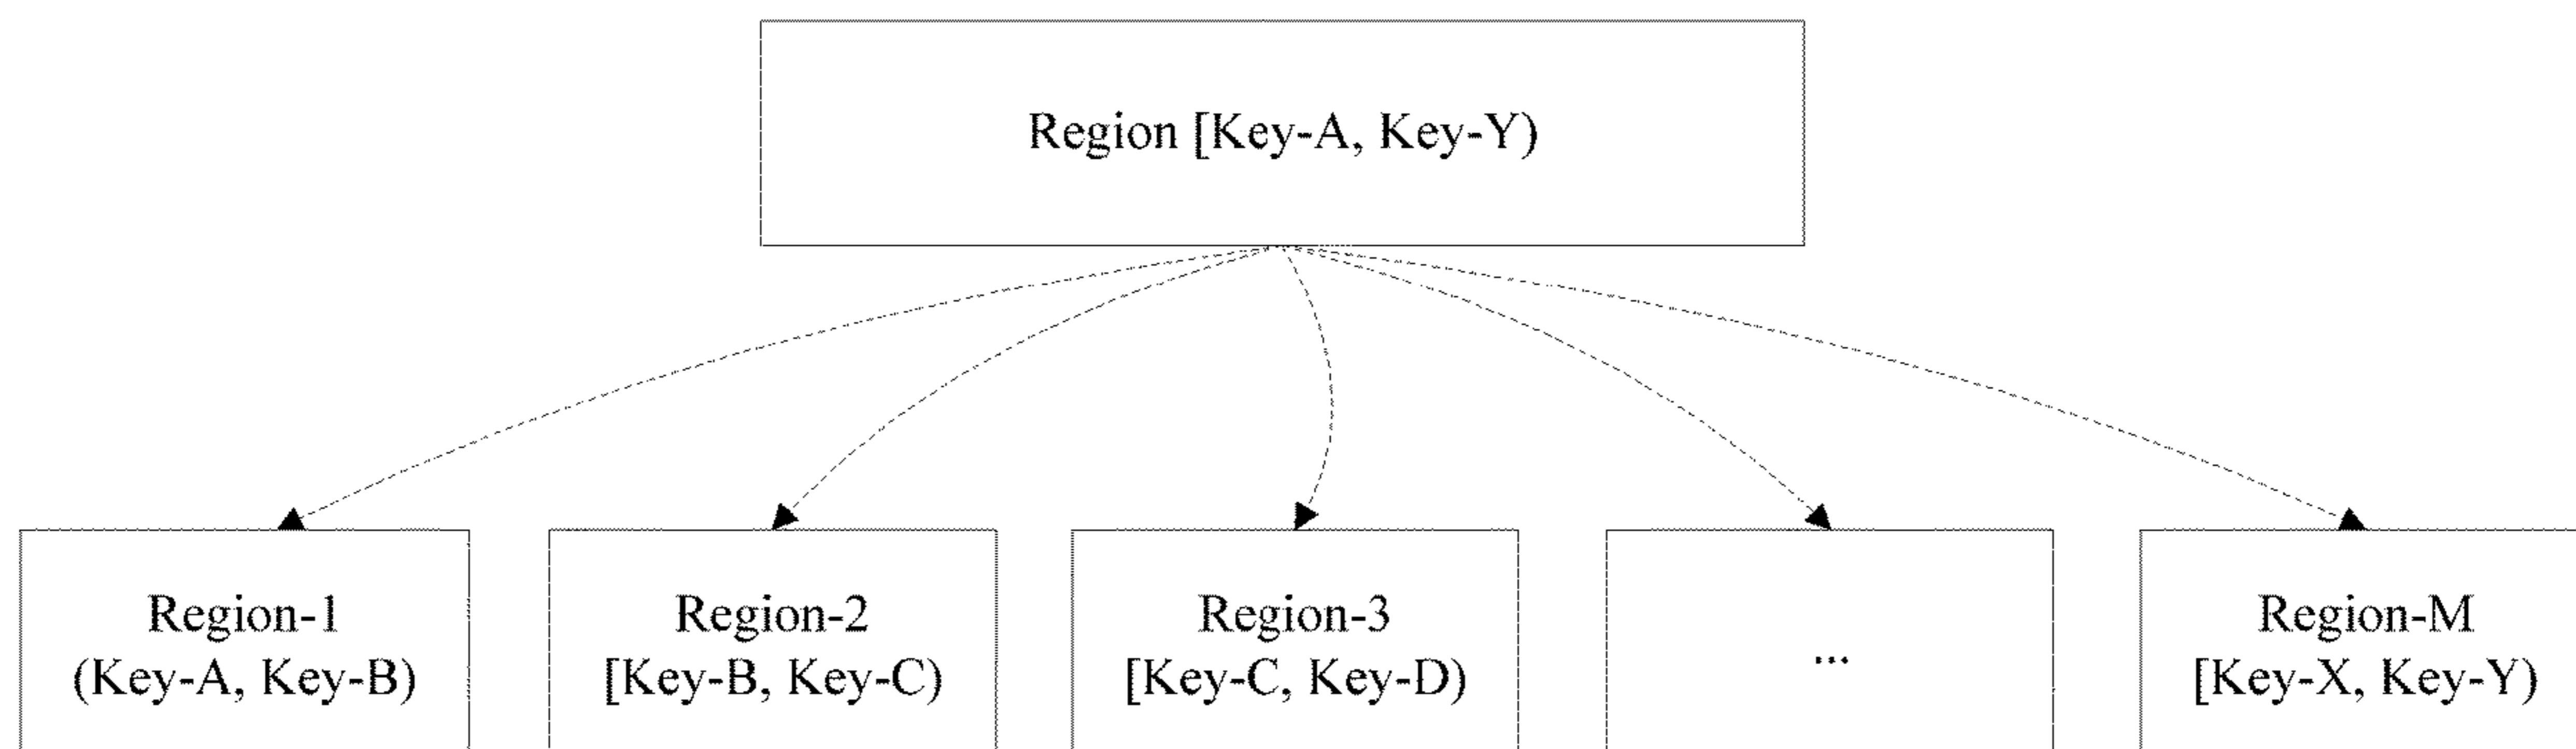 Region [Key-A, Key-Y)
Region-1
(Key-A, Key-B)
Region-2
[Key-B, Key-C)
Region-3
[Key-C, Key-D)
...
Region-M
[Key-X, Key-Y)